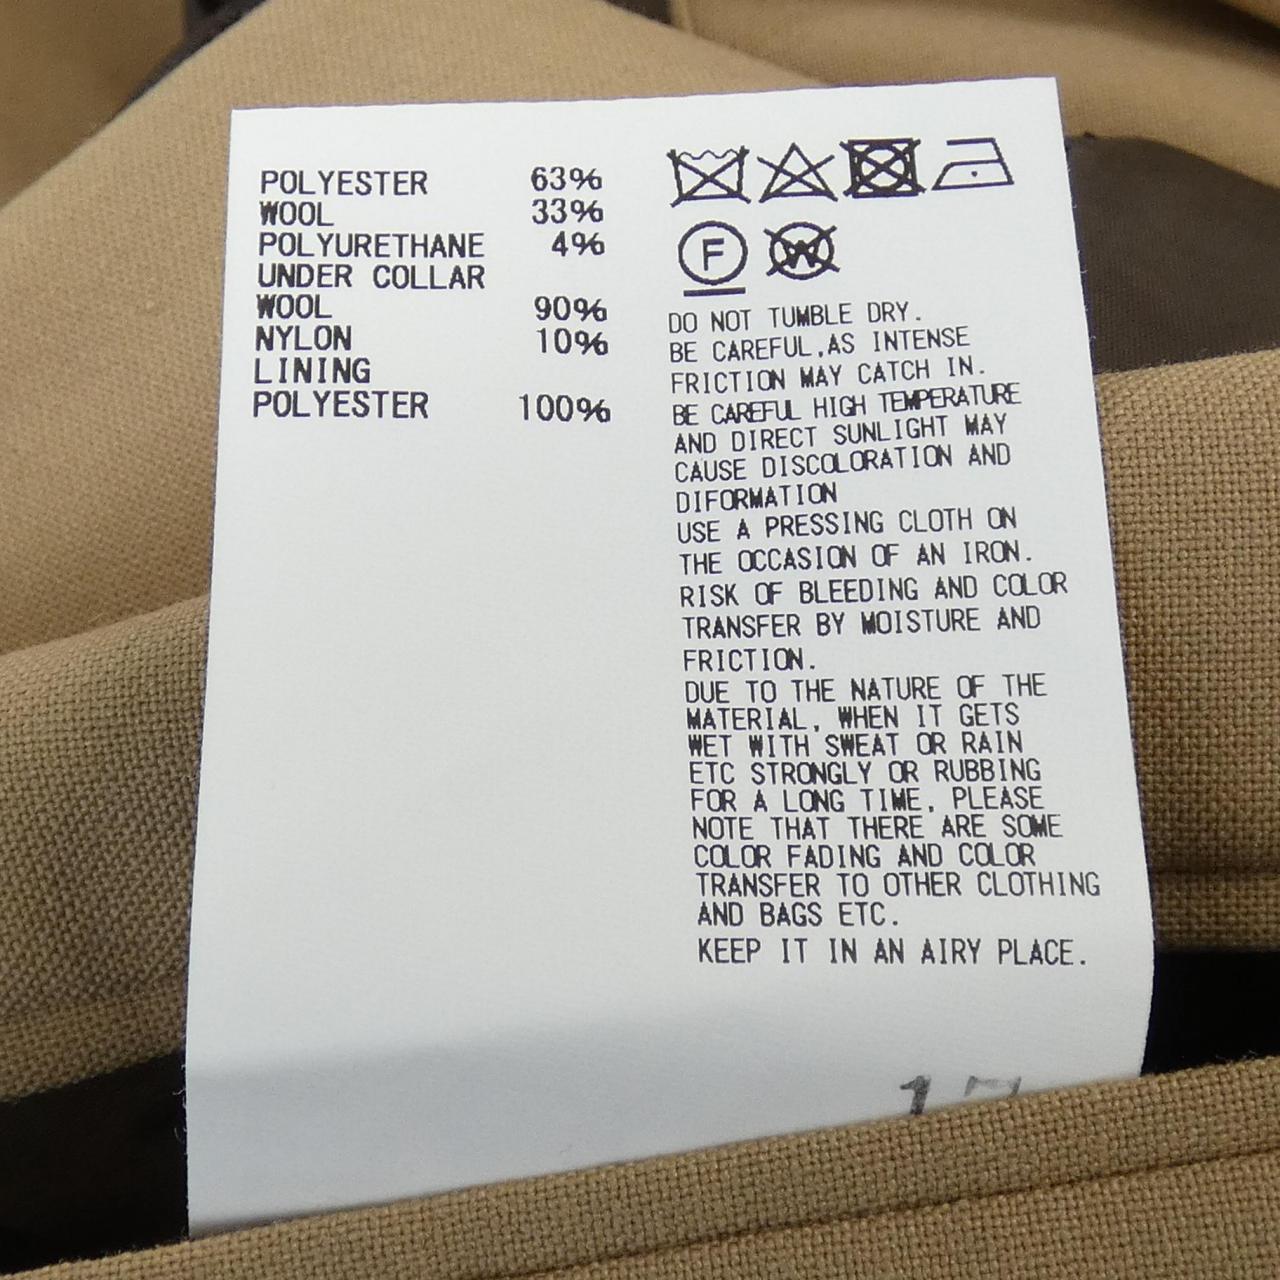 POLYESTER 63%
WOOL 33%
POLYURETHANE 4%
UNDER COLLAR
WOOL 90%
NYLON 10%
LINING
POLYESTER 100%
F W
DO NOT TUMBLE DRY.
BE CAREFUL,AS INTENSE
FRICTION MAY CATCH IN.
BE CAREFUL HIGH TEMPERATURE
AND DIRECT SUNLIGHT MAY
CAUSE DISCOLORATION AND
DIFORMATION
USE A PRESSING CLOTH ON
THE OCCASION OF AN IRON.
RISK OF BLEEDING AND COLOR
TRANSFER BY MOISTURE AND
FRICTION.
DUE TO THE NATURE OF THE
MATERIAL, WHEN IT GETS
WET WITH SWEAT OR RAIN
ETC STRONGLY OR RUBBING
FOR A LONG TIME, PLEASE
NOTE THAT THERE ARE SOME
COLOR FADING AND COLOR
TRANSFER TO OTHER CLOTHING
AND BAGS ETC.
KEEP IT IN AN AIRY PLACE.